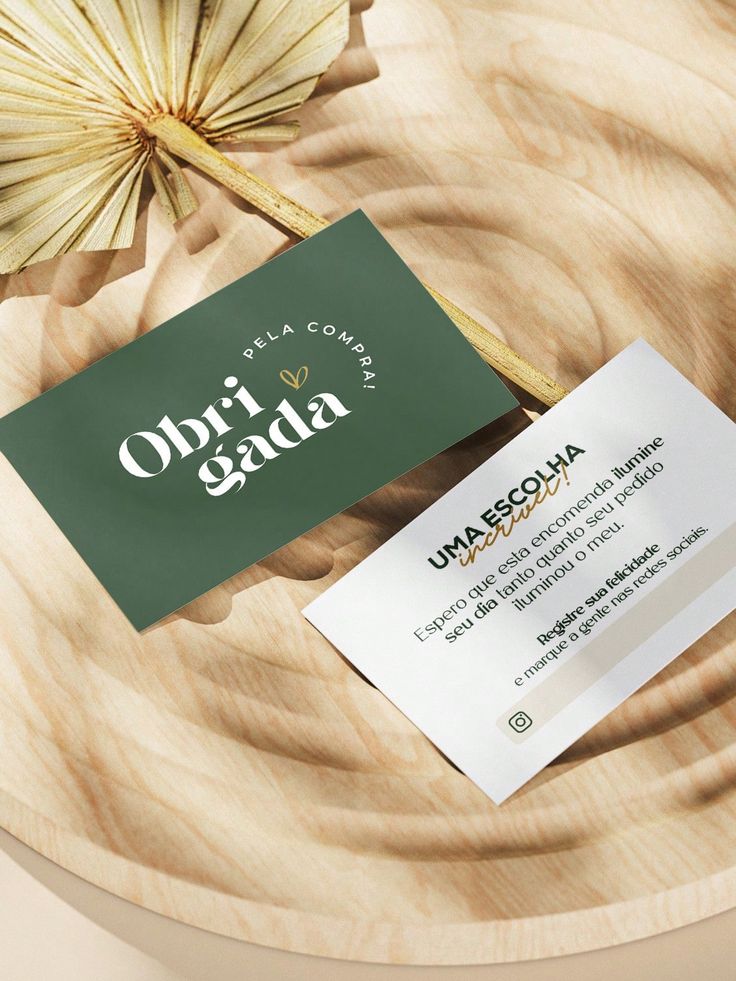 PELA COMPRA!
Obri
gada
UMA ESCOLHA
incrível!
Espero que esta encomenda ilumine
seu dia tanto quanto seu pedido
iluminou o meu.
Registre sua felicidade
e marque a gente nas redes sociais.